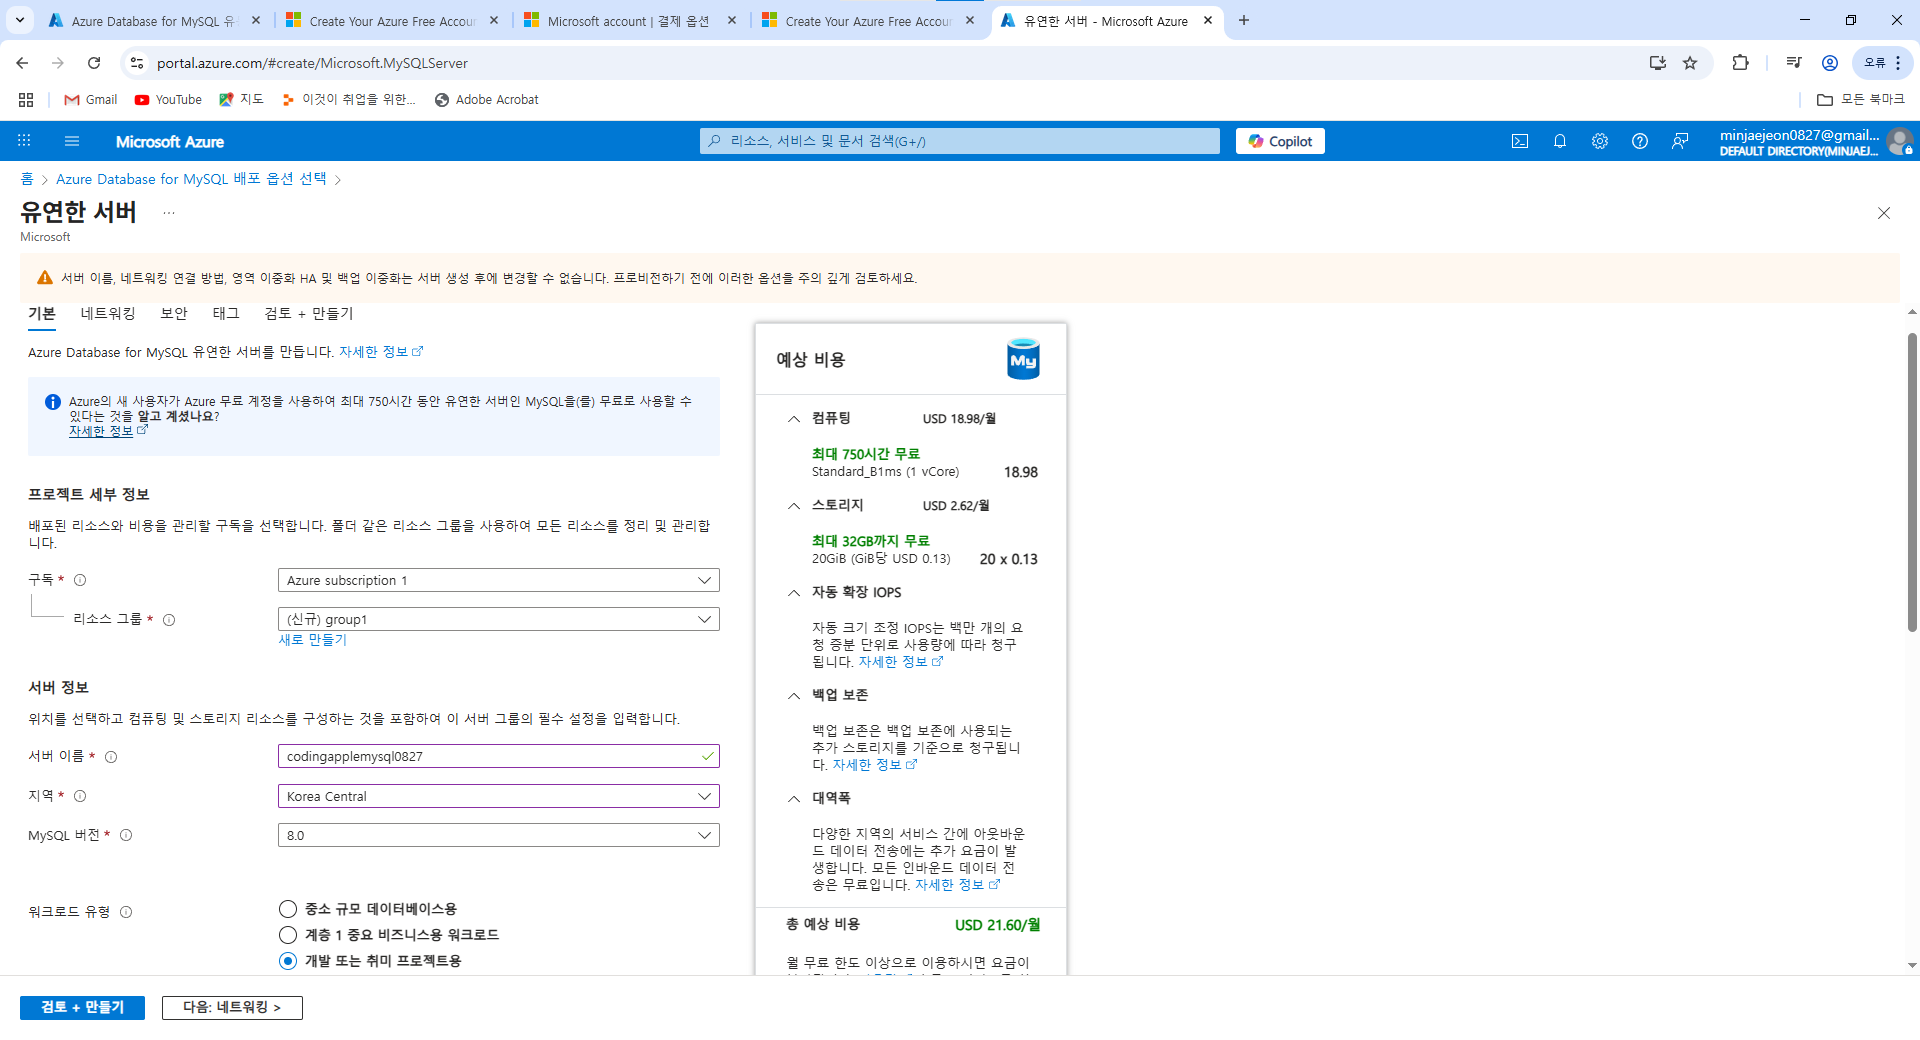 Azure Database for MySQL 유
Create Your Azure Free Accou
Microsoft account | 결제 옵션
Create Your Azure Free Accou
유연한 서버 - Microsoft Azure
portal.azure.com/#create/Microsoft.MySQLServer
오류
Gmail
YouTube
지도
이것이 취업을 위한...
Adobe Acrobat
모든 북마크
Microsoft Azure
리소스, 서비스 및 문서 검색(G+/)
Copilot
minjaejeon0827@gmail...
DEFAULT DIRECTORY(MINJAEJ...
홈 > Azure Database for MySQL 배포 옵션 선택 >
유연한 서버 ...
Microsoft
서버 이름, 네트워킹 연결 방법, 영역 이중화 HA 및 백업 이중화는 서버 생성 후에 변경할 수 없습니다. 프로비전하기 전에 이러한 옵션을 주의 깊게 검토하세요.
기본 네트워킹 보안 태그 검토 + 만들기
Azure Database for MySQL 유연한 서버를 만듭니다. 자세한 정보
Azure의 새 사용자가 Azure 무료 계정을 사용하여 최대 750시간 동안 유연한 서버인 MySQL을(를) 무료로 사용할 수
있다는 것을 알고 계셨나요?
자세한 정보
프로젝트 세부 정보
배포된 리소스와 비용을 관리할 구독을 선택합니다. 폴더 같은 리소스 그룹을 사용하여 모든 리소스를 정리 및 관리합
니다.
구독 *
Azure subscription 1
리소스 그룹 *
(신규) group1
새로 만들기
서버 정보
위치를 선택하고 컴퓨팅 및 스토리지 리소스를 구성하는 것을 포함하여 이 서버 그룹의 필수 설정을 입력합니다.
서버 이름 *
codingapplemysql0827
지역 *
Korea Central
MySQL 버전 *
8.0
워크로드 유형
중소 규모 데이터베이스용
계층 1 중요 비즈니스용 워크로드
개발 또는 취미 프로젝트용
예상 비용
My
컴퓨팅 USD 18.98/월
최대 750시간 무료
Standard_B1ms (1 vCore) 18.98
스토리지 USD 2.62/월
최대 32GB까지 무료
20GiB (GiB당 USD 0.13) 20 x 0.13
자동 확장 IOPS
자동 크기 조정 IOPS는 백만 개의 요
청 증분 단위로 사용량에 따라 청구
됩니다. 자세한 정보
백업 보존
백업 보존은 백업 보존에 사용되는
추가 스토리지를 기준으로 청구됩니
다. 자세한 정보
대역폭
다양한 지역의 서비스 간에 아웃바운
드 데이터 전송에는 추가 요금이 발
생합니다. 모든 인바운드 데이터 전
송은 무료입니다. 자세한 정보
총 예상 비용 USD 21.60/월
월 무료 한도 이상으로 이용하시면 요금이
검토 + 만들기
다음: 네트워킹 >